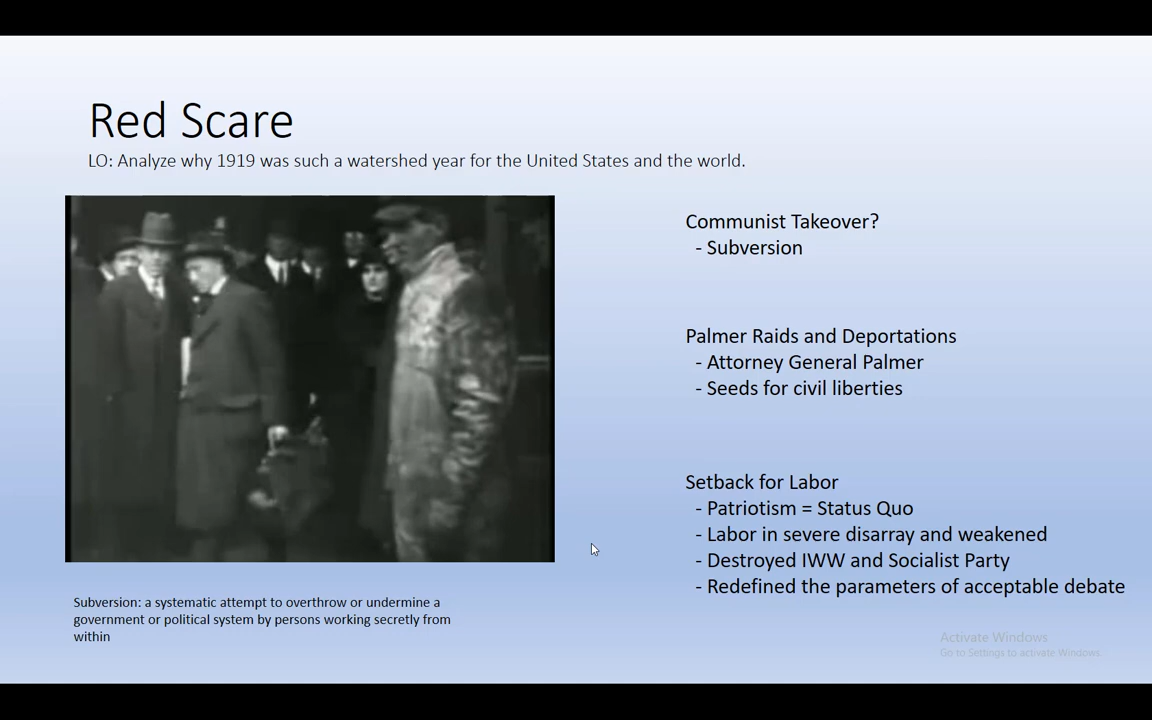 Red Scare
LO: Analyze why 1919 was such a watershed year for the United States and the world.
Communist Takeover?
- Subversion
Palmer Raids and Deportations
- Attorney General Palmer
- Seeds for civil liberties
Setback for Labor
- Patriotism = Status Quo
- Labor in severe disarray and weakened
- Destroyed IWW and Socialist Party
- Redefined the parameters of acceptable debate
Subversion: a systematic attempt to overthrow or undermine a
government or political system by persons working secretly from
within
Activate Windows
Go to Settings to activate Windows.